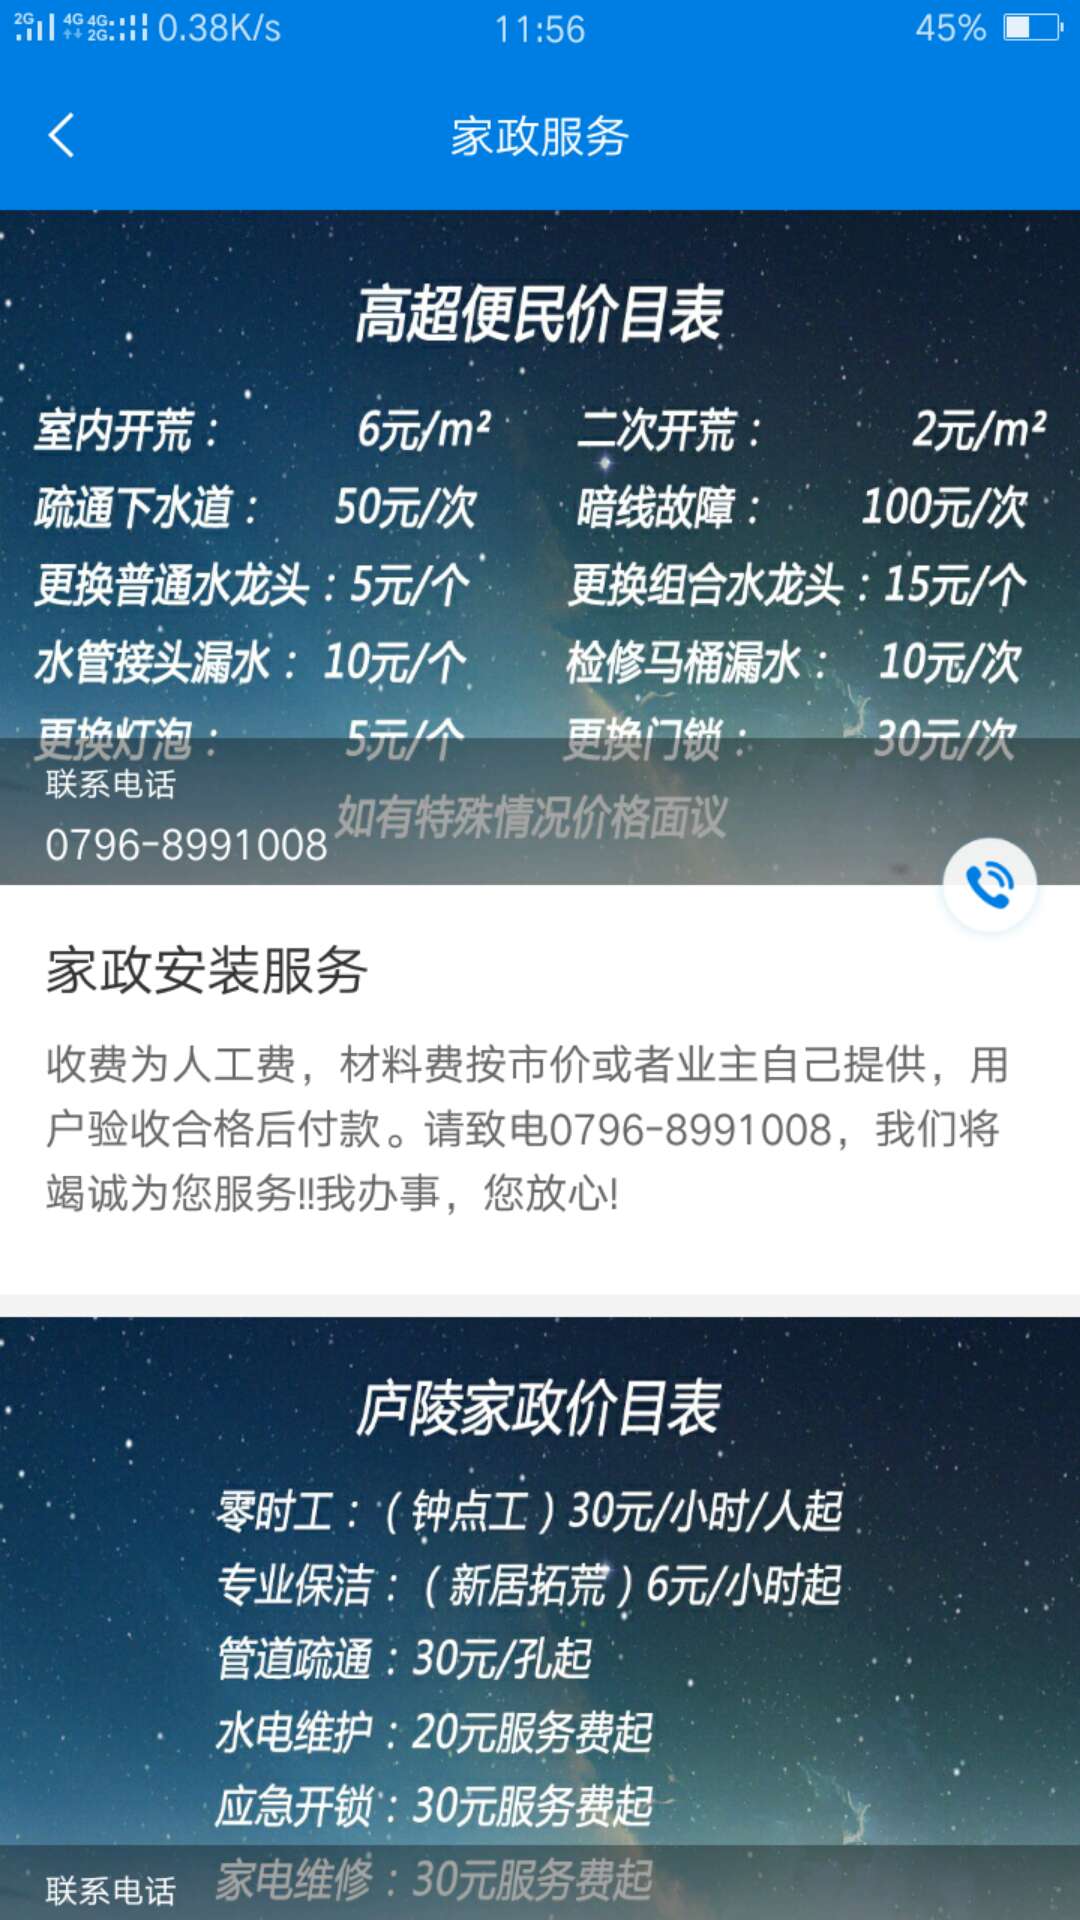 2G 4G 4G 2G 0.38K/s 11:56 45%
家政服务
高超便民价目表
室内开荒： 6元/m² 二次开荒： 2元/m²
疏通下水道： 50元/次 暗线故障： 100元/次
更换普通水龙头：5元/个 更换组合水龙头：15元/个
水管接头漏水： 10元/个 检修马桶漏水： 10元/次
更换灯泡： 5元/个 更换门锁： 30元/次
如有特殊情况价格面议
联系电话
0796-8991008
家政安装服务
收费为人工费，材料费按市价或者业主自己提供，用
户验收合格后付款。请致电0796-8991008，我们将
竭诚为您服务!!我办事，您放心!
庐陵家政价目表
零时工：（钟点工）30元/小时/人起
专业保洁：（新居拓荒）6元/小时起
管道疏通：30元/孔起
水电维护：20元服务费起
应急开锁：30元服务费起
家电维修：30元服务费起
联系电话